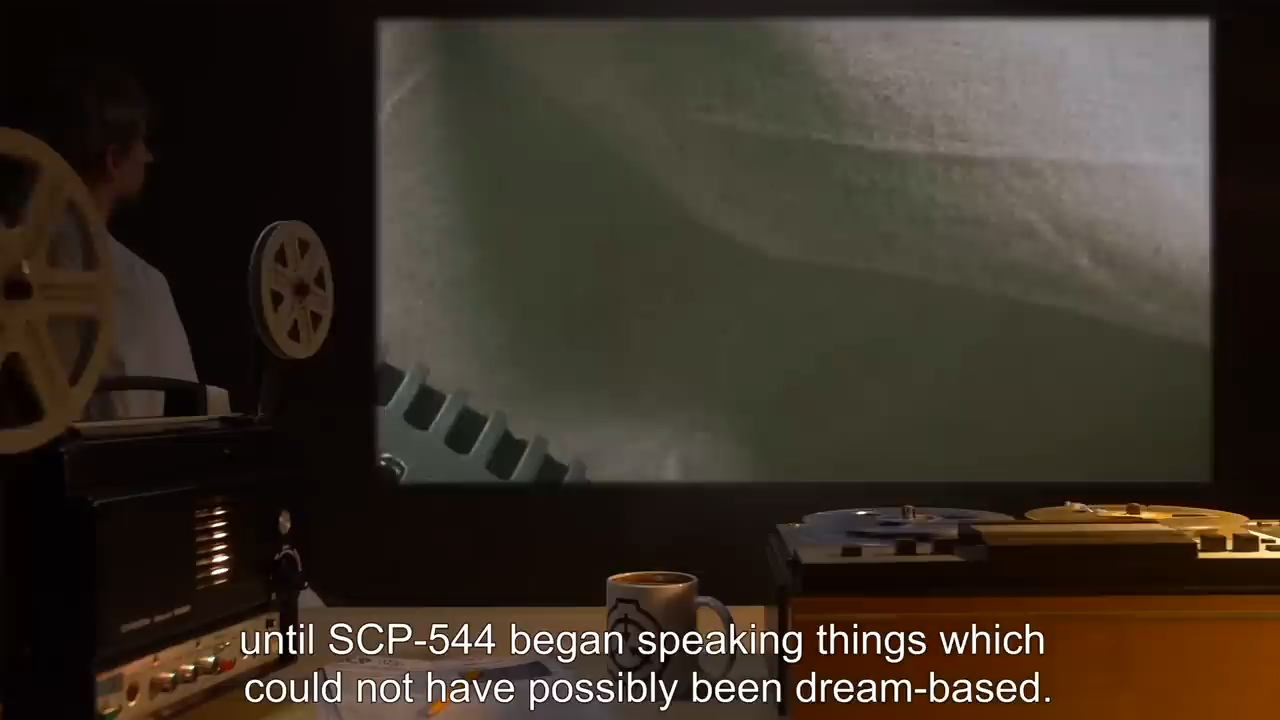 until SCP-544 began speaking things which
could not have possibly been dream-based.